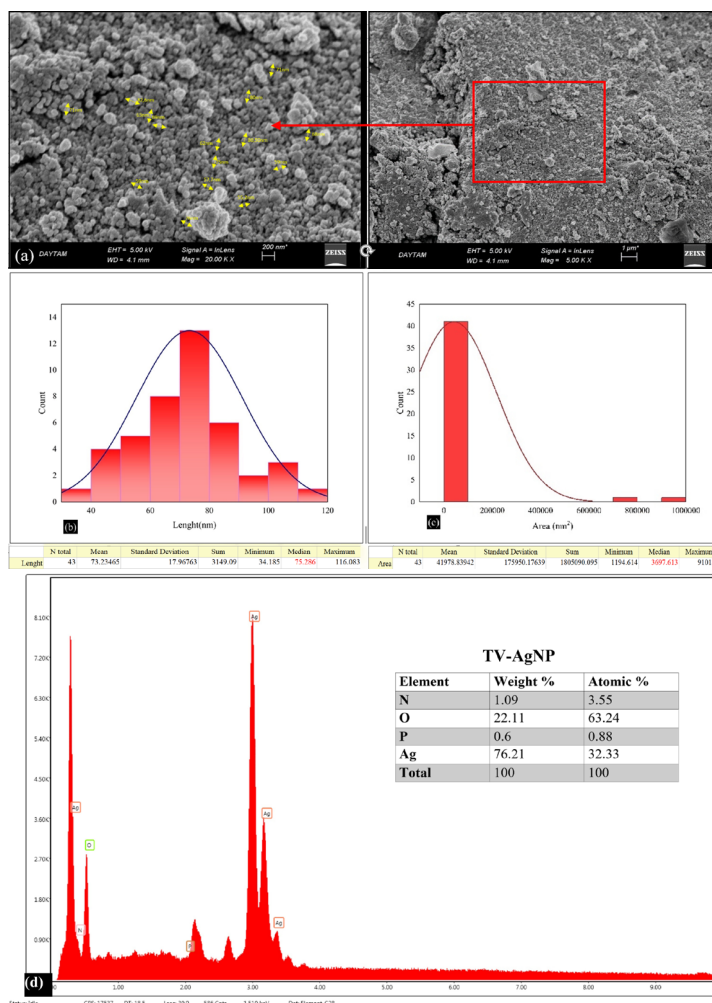 (a)
DAYTAM
EHT = 5.00 kV
WD = 4.1 mm
Signal A = InLens
Mag = 20.00 K X
200 nm*
ZEISS
DAYTAM
EHT = 5.00 kV
WD = 4.1 mm
Signal A = InLens
Mag = 5.00 K X
1 µm*
ZEISS
14
12
10
8
6
4
2
0
Count
40 60 80 100 120
Lenght(nm)
(b)
45
40
35
30
25
20
15
10
5
0
Count
0 200000 400000 600000 800000 1000000
Area (nm²)
(c)
N total Mean Standard Deviation Sum Minimum Median Maximum
Lenght 43 73.23465 17.96763 3149.09 34.185 75.286 116.083
N total Mean Standard Deviation Sum Minimum Median Maximum
Area 43 41978.83942 175950.17639 1805090.095 1194.614 3697.613 9101
8.10K
7.20K
6.30K
5.40K
4.50K
3.60K
2.70K
1.80K
0.90K
Ag
Ag
Ag
O
N
P
Ag
TV-AgNP
Element Weight % Atomic %
N 1.09 3.55
O 22.11 63.24
P 0.6 0.88
Ag 76.21 32.33
Total 100 100
(d)
1.00 2.00 3.00 4.00 5.00 6.00 7.00 8.00 9.00